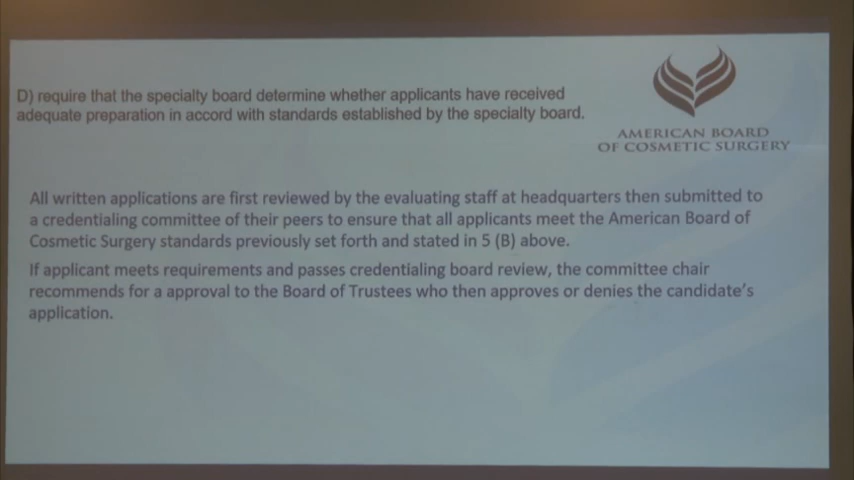 D) require that the specialty board determine whether applicants have received
adequate preparation in accord with standards established by the specialty board.
AMERICAN BOARD
OF COSMETIC SURGERY
All written applications are first reviewed by the evaluating staff at headquarters then submitted to
a credentialing committee of their peers to ensure that all applicants meet the American Board of
Cosmetic Surgery standards previously set forth and stated in 5 (B) above.
If applicant meets requirements and passes credentialing board review, the committee chair
recommends for a approval to the Board of Trustees who then approves or denies the candidate's
application.